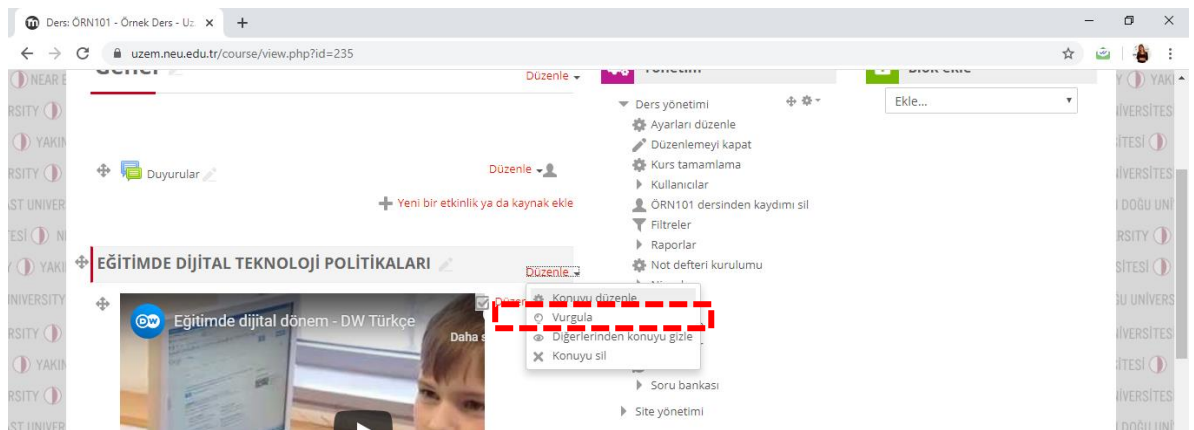 Ders: ÖRN101 - Örnek Ders - Uz
uzem.neu.edu.tr/course/view.php?id=235
Genel
Düzenle
Yönetim
Blok ekle
Ekle...
Duyurular
Düzenle
Yeni bir etkinlik ya da kaynak ekle
EĞİTİMDE DİJİTAL TEKNOLOJİ POLİTİKALARI
Düzenle
Konuyu düzenle
Vurgula
Diğerlerinden konuyu gizle
Konuyu sil
DW
Eğitimde dijital dönem - DW Türkçe
Daha
Ders yönetimi
Ayarları düzenle
Düzenlemeyi kapat
Kurs tamamlama
Kullanıcılar
ÖRN101 dersinden kaydımı sil
Filtreler
Raporlar
Not defteri kurulumu
Soru bankası
Site yönetimi